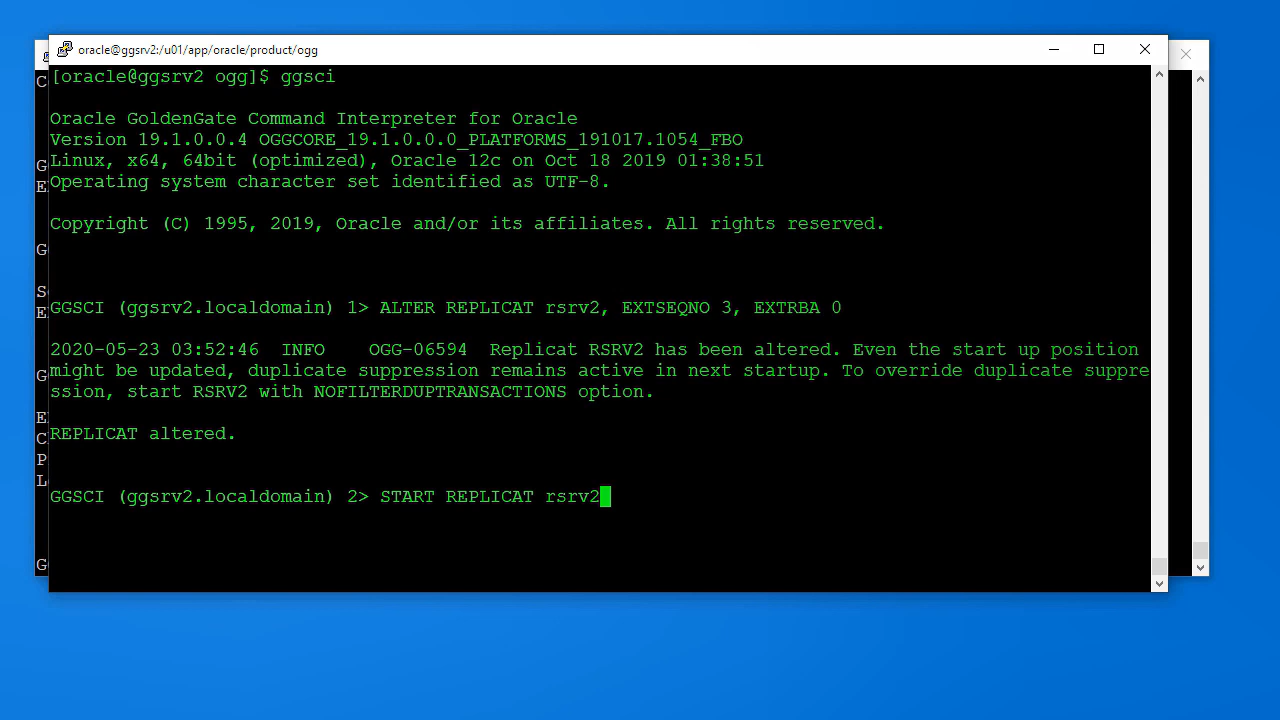 oracle@ggsrv2:/u01/app/oracle/product/ogg
[oracle@ggsrv2 ogg]$ ggsci
Oracle GoldenGate Command Interpreter for Oracle
Version 19.1.0.0.4 OGGCORE_19.1.0.0.0_PLATFORMS_191017.1054_FBO
Linux, x64, 64bit (optimized), Oracle 12c on Oct 18 2019 01:38:51
Operating system character set identified as UTF-8.
Copyright (C) 1995, 2019, Oracle and/or its affiliates. All rights reserved.
GGSCI (ggsrv2.localdomain) 1> ALTER REPLICAT rsrv2, EXTSEQNO 3, EXTRBA 0
2020-05-23 03:52:46  INFO    OGG-06594  Replicat RSRV2 has been altered. Even the start up position
might be updated, duplicate suppression remains active in next startup. To override duplicate suppre
ssion, start RSRV2 with NOFILTERDUPTRANSACTIONS option.
REPLICAT altered.
GGSCI (ggsrv2.localdomain) 2> START REPLICAT rsrv2